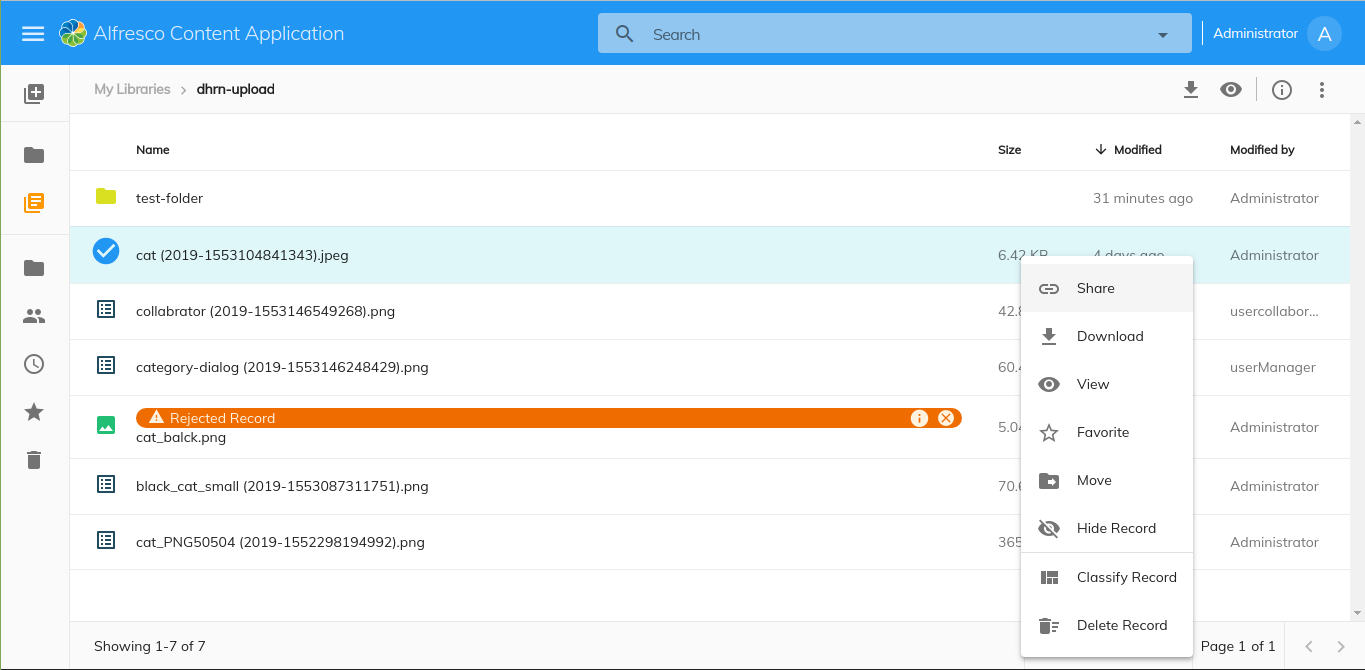 Alfresco Content Application
Search
Administrator A
My Libraries > dhrn-upload
Name Size Modified Modified by
test-folder 31 minutes ago Administrator
cat (2019-1553104841343).jpeg 6.42 KB 4 days ago Administrator
Share
collabrator (2019-1553146549268).png 42.8 usercollabor...
Download
category-dialog (2019-1553146248429).png 60.4 userManager
View
Rejected Record
cat_balck.png 5.04 Administrator
Favorite
black_cat_small (2019-1553087311751).png 70.6 Administrator
Move
cat_PNG50504 (2019-1552298194992).png 365 Administrator
Hide Record
Classify Record
Delete Record
Showing 1-7 of 7
Page 1 of 1